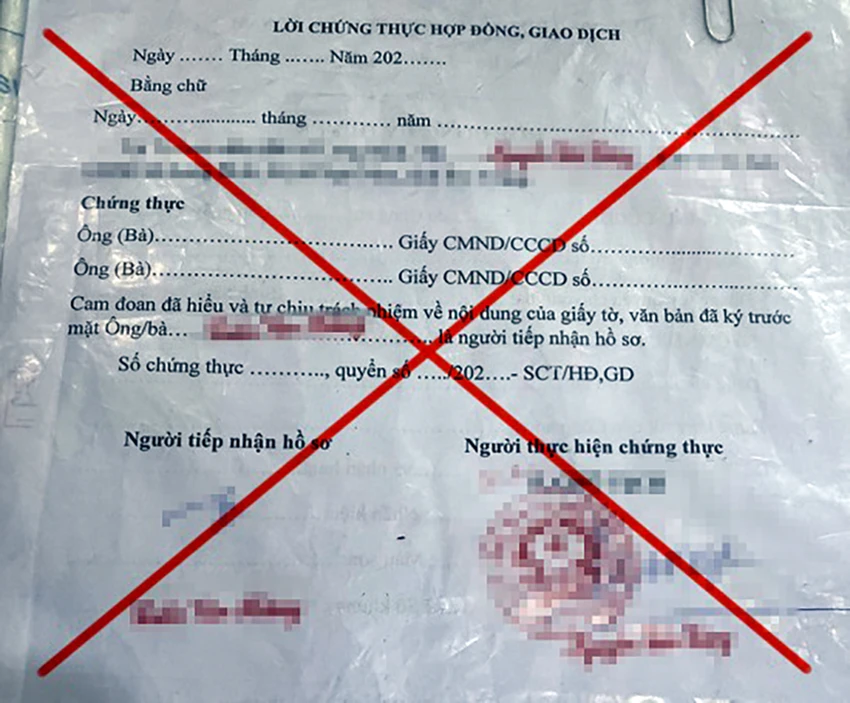 LỜI CHỨNG THỰC HỢP ĐỒNG, GIAO DỊCH
Ngày ....... Tháng ....... Năm 202.......
Bằng chữ
Ngày................... tháng ........... năm ......................................................
Chứng thực
Ông (Bà).................................... Giấy CMND/CCCD số..............................
Ông (Bà).................................... Giấy CMND/CCCD số..............................
Cam đoan đã hiểu và tự chịu trách nhiệm về nội dung của giấy tờ, văn bản đã ký trước
mặt Ông/bà... .............. là người tiếp nhận hồ sơ.
Số chứng thực ..........., quyển số ...../202....- SCT/HĐ,GD
Người tiếp nhận hồ sơ
Người thực hiện chứng thực